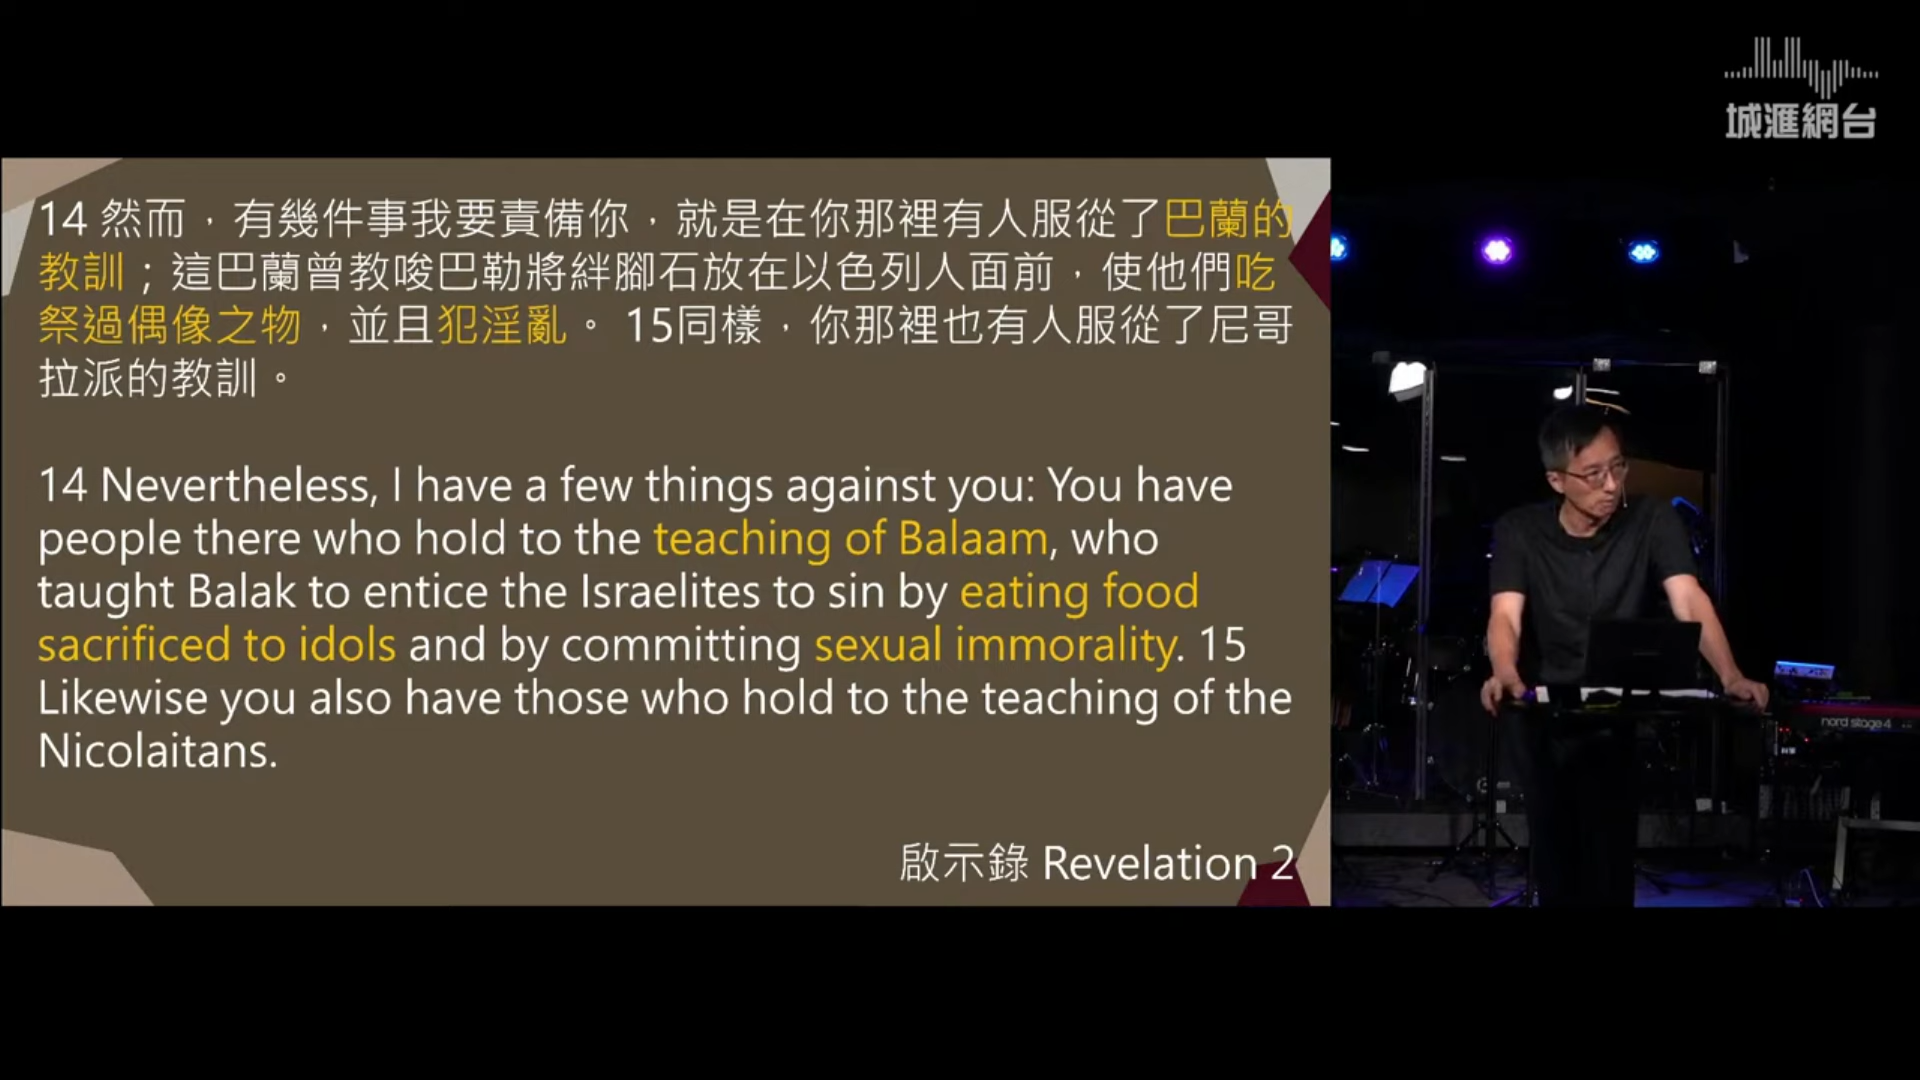 城滙網台
14 然而，有幾件事我要責備你，就是在你那裡有人服從了巴蘭的
教訓；這巴蘭曾教唆巴勒將絆腳石放在以色列人面前，使他們吃
祭過偶像之物，並且犯淫亂。 15同樣，你那裡也有人服從了尼哥
拉派的教訓。
14 Nevertheless, I have a few things against you: You have
people there who hold to the teaching of Balaam, who
taught Balak to entice the Israelites to sin by eating food
sacrificed to idols and by committing sexual immorality. 15
Likewise you also have those who hold to the teaching of the
Nicolaitans.
啟示錄 Revelation 2
nord stage 4